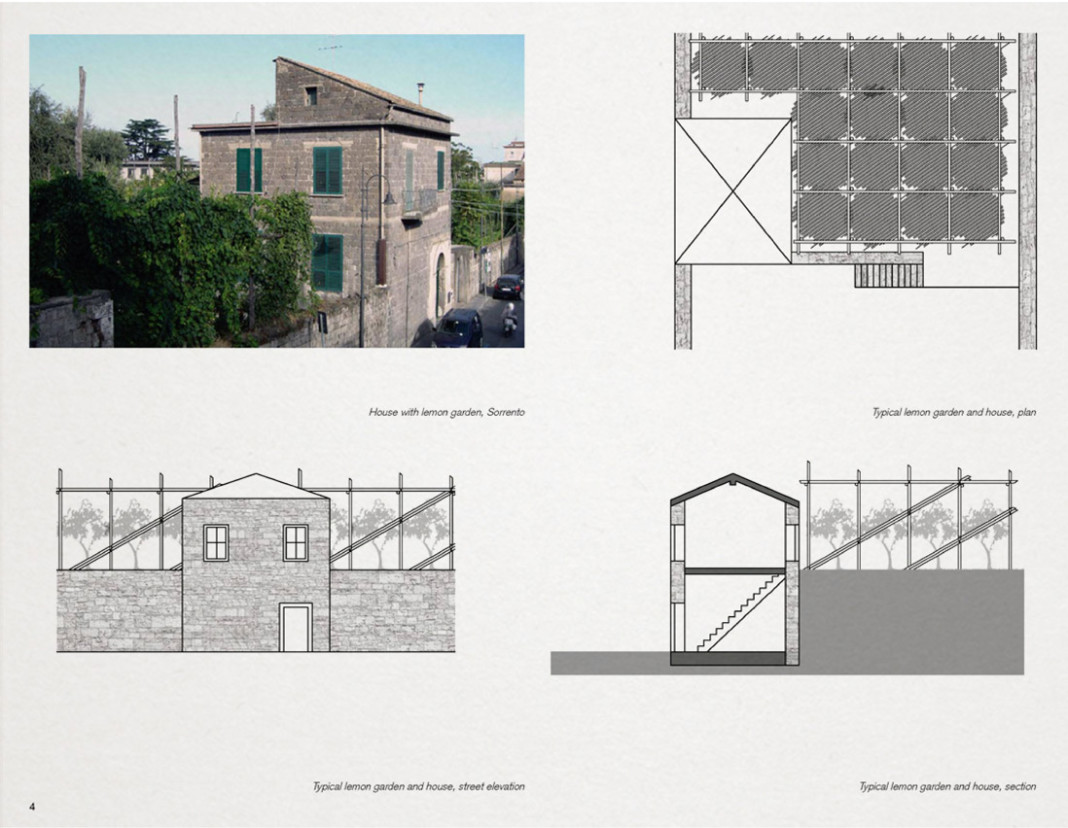 House with lemon garden, Sorrento
Typical lemon garden and house, plan
Typical lemon garden and house, street elevation
Typical lemon garden and house, section
4